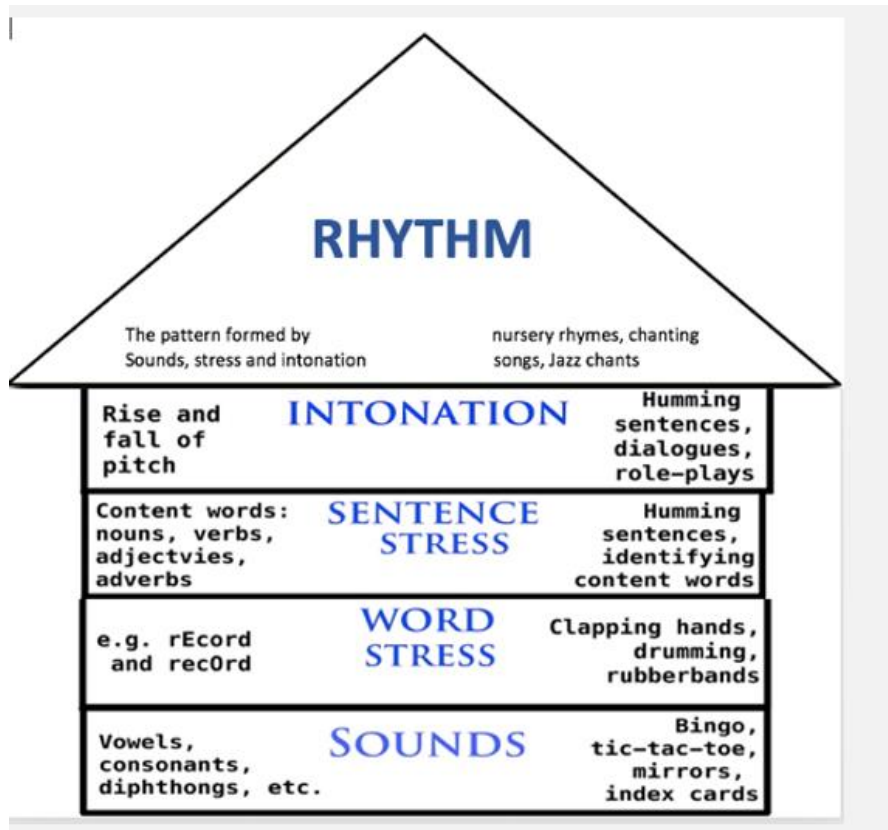 RHYTHM
The pattern formed by
Sounds, stress and intonation
nursery rhymes, chanting
songs, Jazz chants
Rise and
fall of
pitch
INTONATION
Humming
sentences,
dialogues,
role-plays
Content words:
nouns, verbs,
adjectvies,
adverbs
SENTENCE
STRESS
Humming
sentences,
identifying
content words
e.g. rEcord
and recOrd
WORD
STRESS
Clapping hands,
drumming,
rubberbands
Vowels,
consonants,
diphthongs, etc.
SOUNDS
Bingo,
tic-tac-toe,
mirrors,
index cards